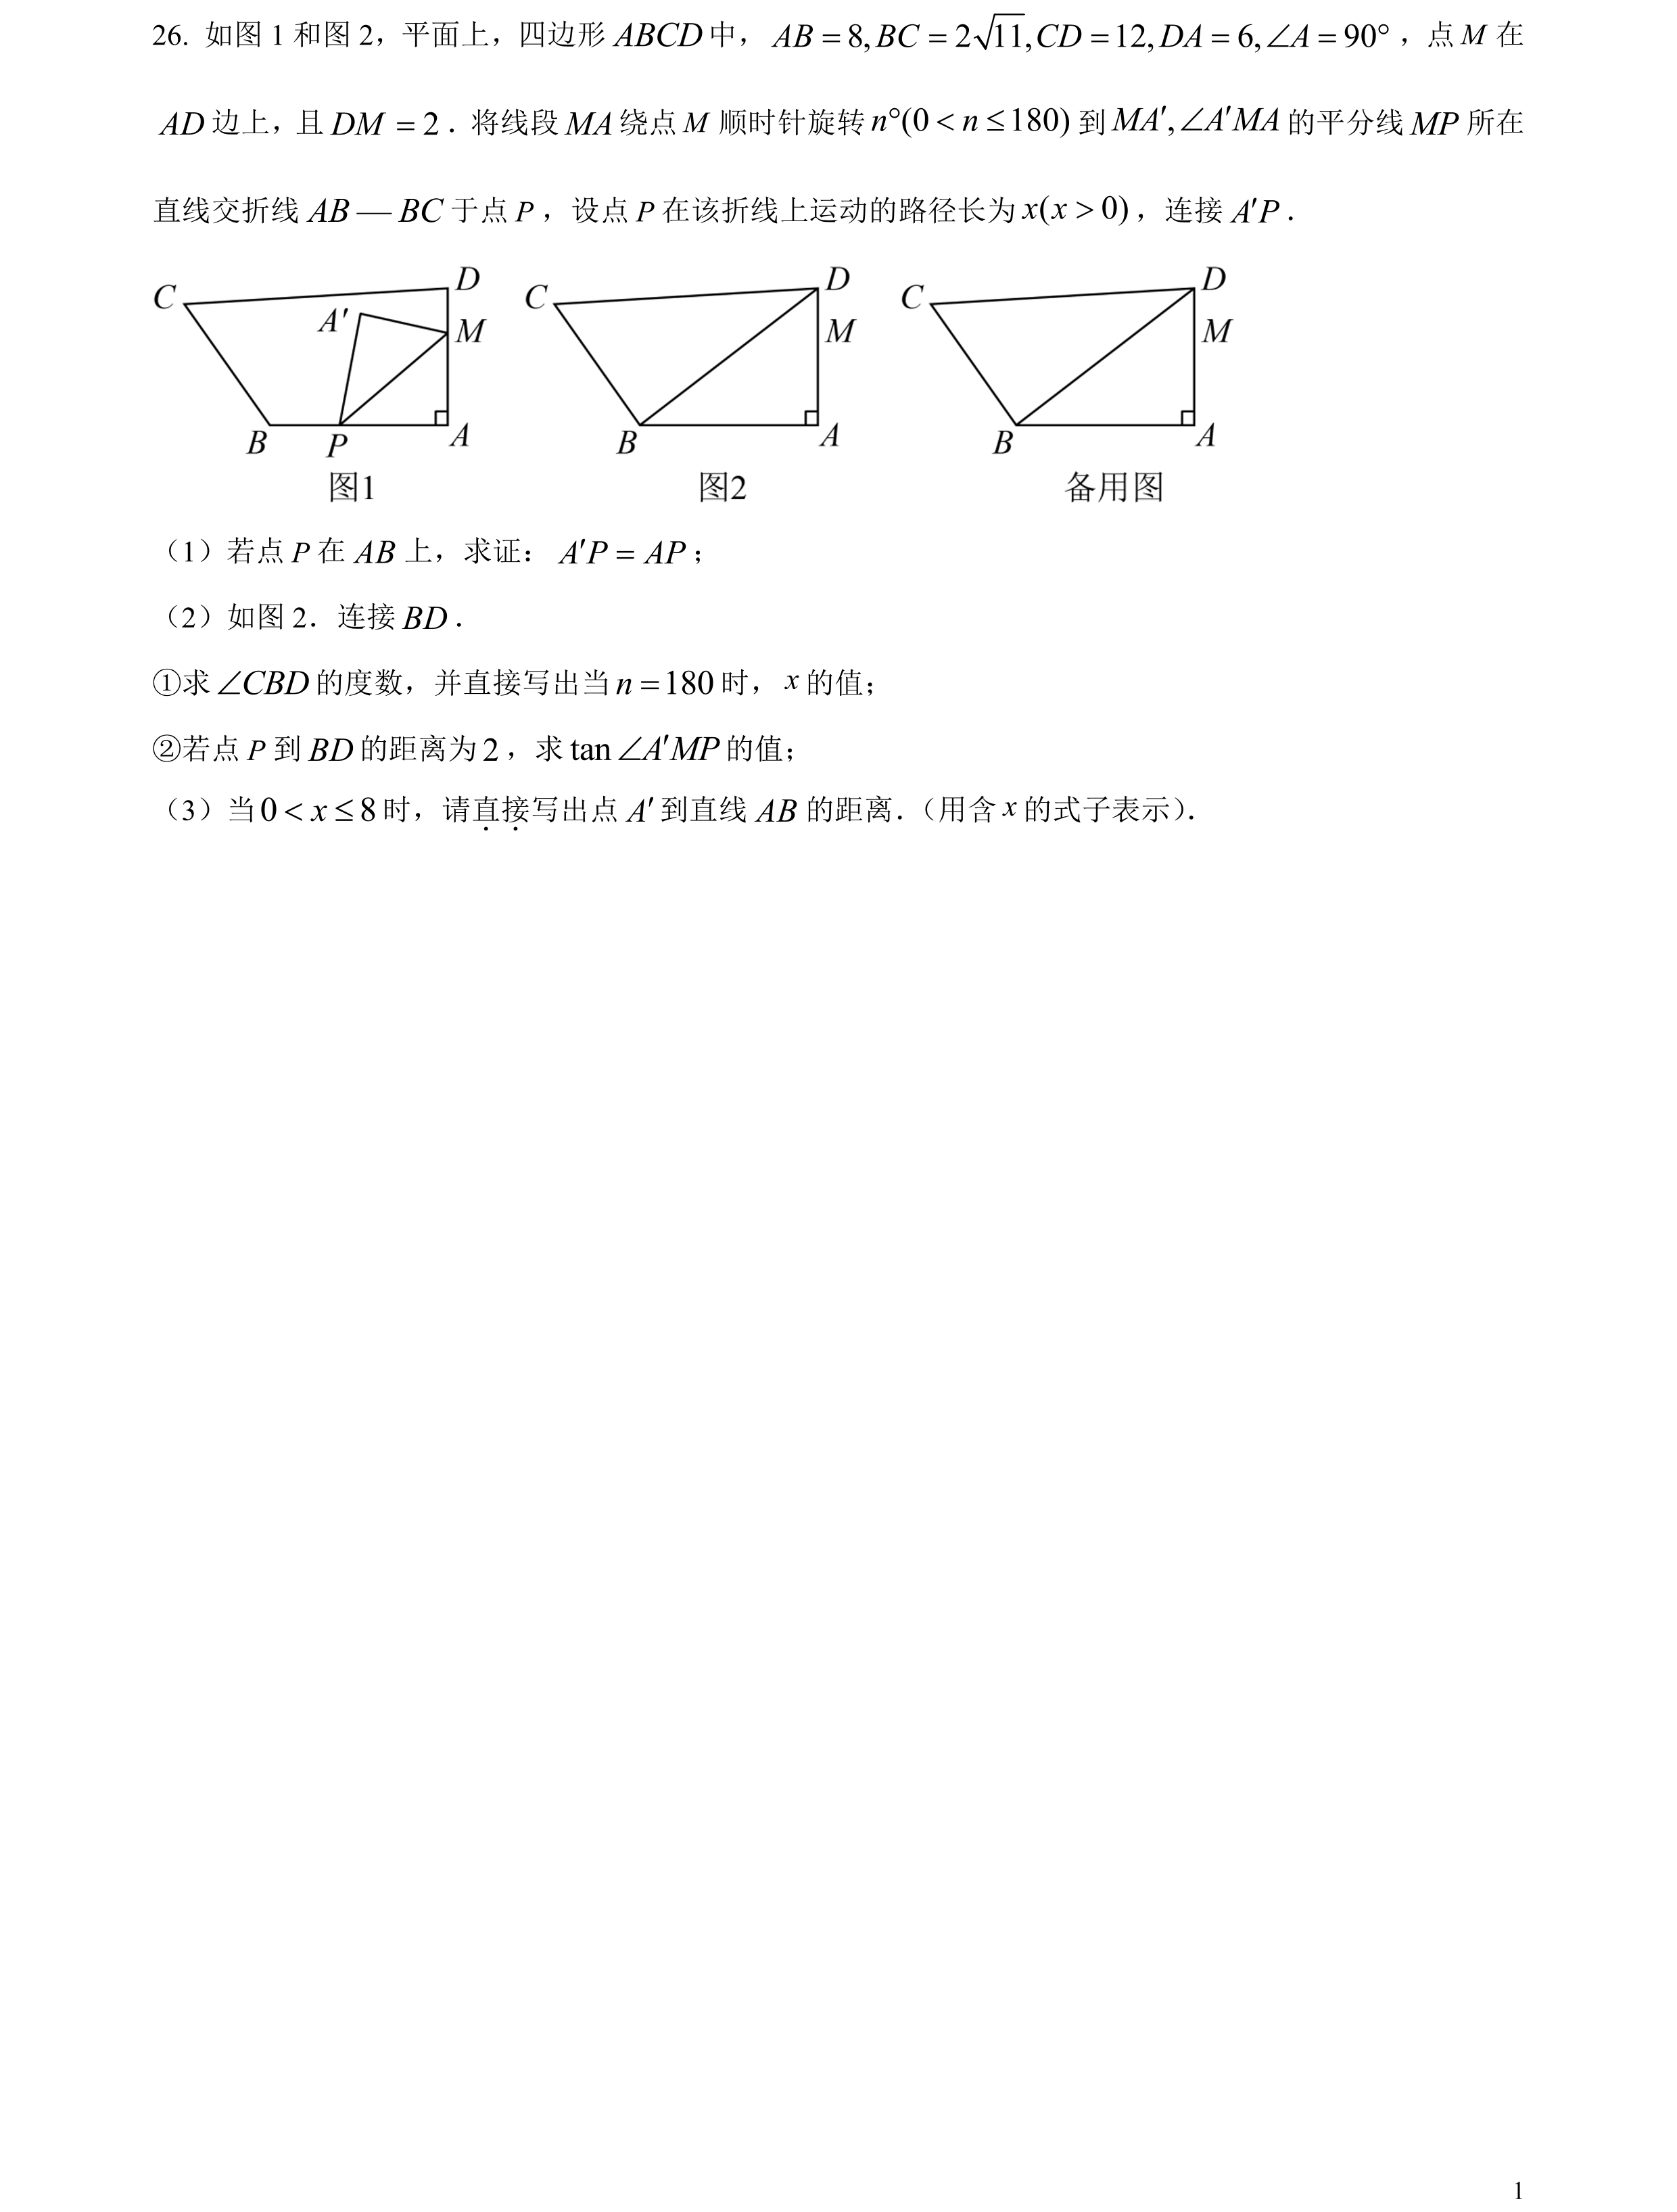 26. 如图 1 和图 2，平面上，四边形 ABCD 中， AB = 8, BC = 2√11, CD = 12, DA = 6, ∠A = 90° ，点 M 在
AD 边上，且 DM = 2 . 将线段 MA 绕点 M 顺时针旋转 n°(0 < n ≤ 180) 到 MA′, ∠A′MA 的平分线 MP 所在
直线交折线 AB — BC 于点 P ，设点 P 在该折线上运动的路径长为 x(x > 0) ，连接 A′P .
C D A′ M B P A
C D M B A
C D M B A
图1 图2 备用图
（1）若点 P 在 AB 上，求证： A′P = AP ;
（2）如图 2．连接 BD .
①求 ∠CBD 的度数，并直接写出当 n = 180 时， x 的值；
②若点 P 到 BD 的距离为 2 ，求 tan ∠A′MP 的值；
（3）当 0 < x ≤ 8 时，请直接写出点 A′ 到直线 AB 的距离．（用含 x 的式子表示）.
1